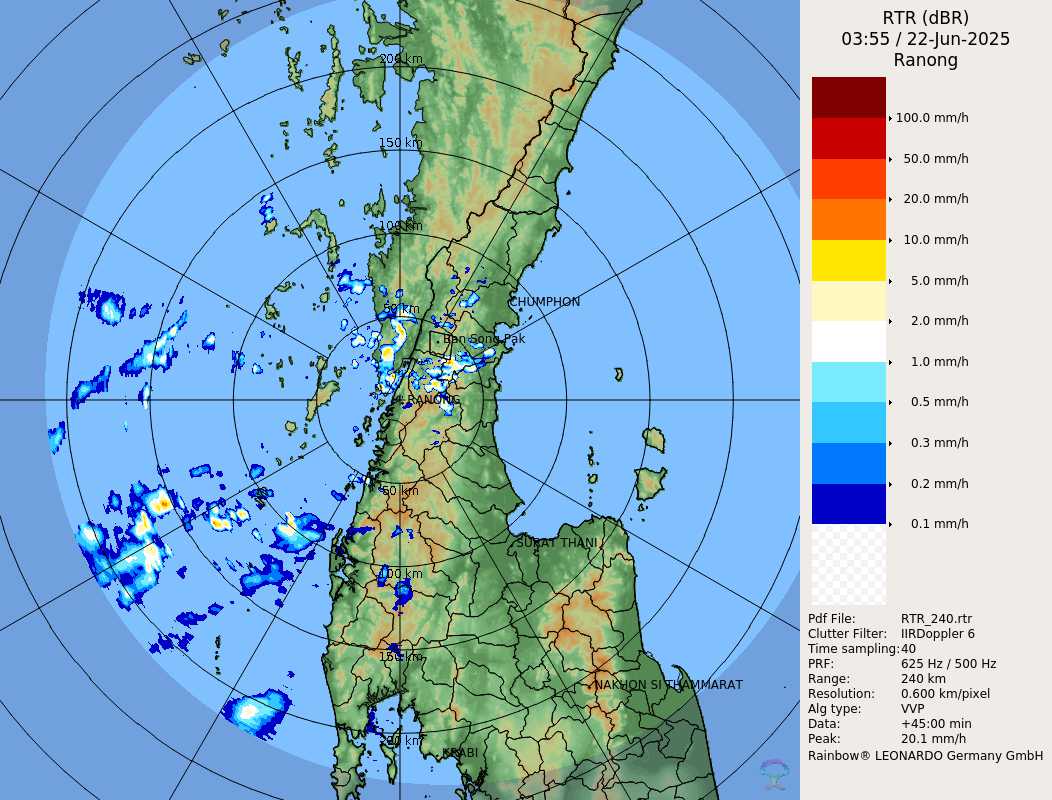 RTR (dBR)
03:55 / 22-Jun-2025
Ranong
100.0 mm/h
50.0 mm/h
20.0 mm/h
10.0 mm/h
5.0 mm/h
2.0 mm/h
1.0 mm/h
0.5 mm/h
0.3 mm/h
0.2 mm/h
0.1 mm/h
Pdf File: RTR_240.rtr
Clutter Filter: IIRDoppler 6
Time sampling:40
PRF: 625 Hz / 500 Hz
Range: 240 km
Resolution: 0.600 km/pixel
Alg type: VVP
Data: +45:00 min
Peak: 20.1 mm/h
Rainbow® LEONARDO Germany GmbH
200 km
150 km
100 km
50 km
CHUMPHON
Ban Song Pak
RANONG
50 km
SURAT THANI
100 km
150 km
NAKHON SI THAMMARAT
200 km
KRABI